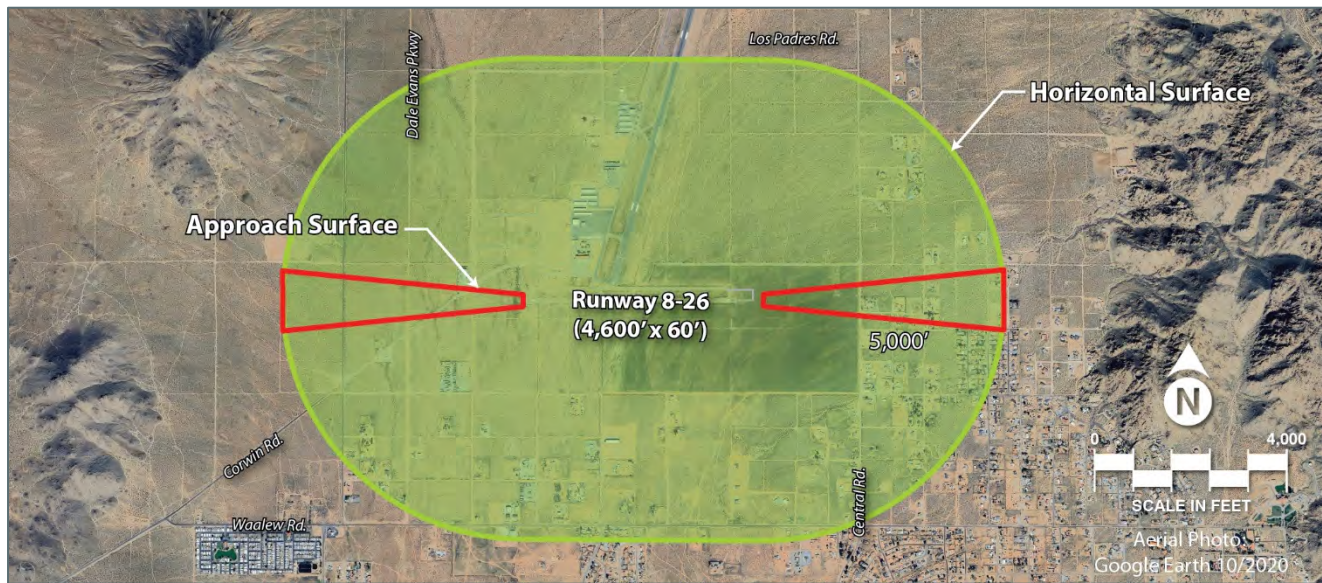 Los Padres Rd.
Dale Evans Pkwy
Horizontal Surface
Approach Surface
Runway 8-26
(4,600’ x 60’)
5,000’
N
0 4,000
SCALE IN FEET
Corwin Rd.
Central Rd.
Waalew Rd.
Aerial Photo:
Google Earth 10/2020